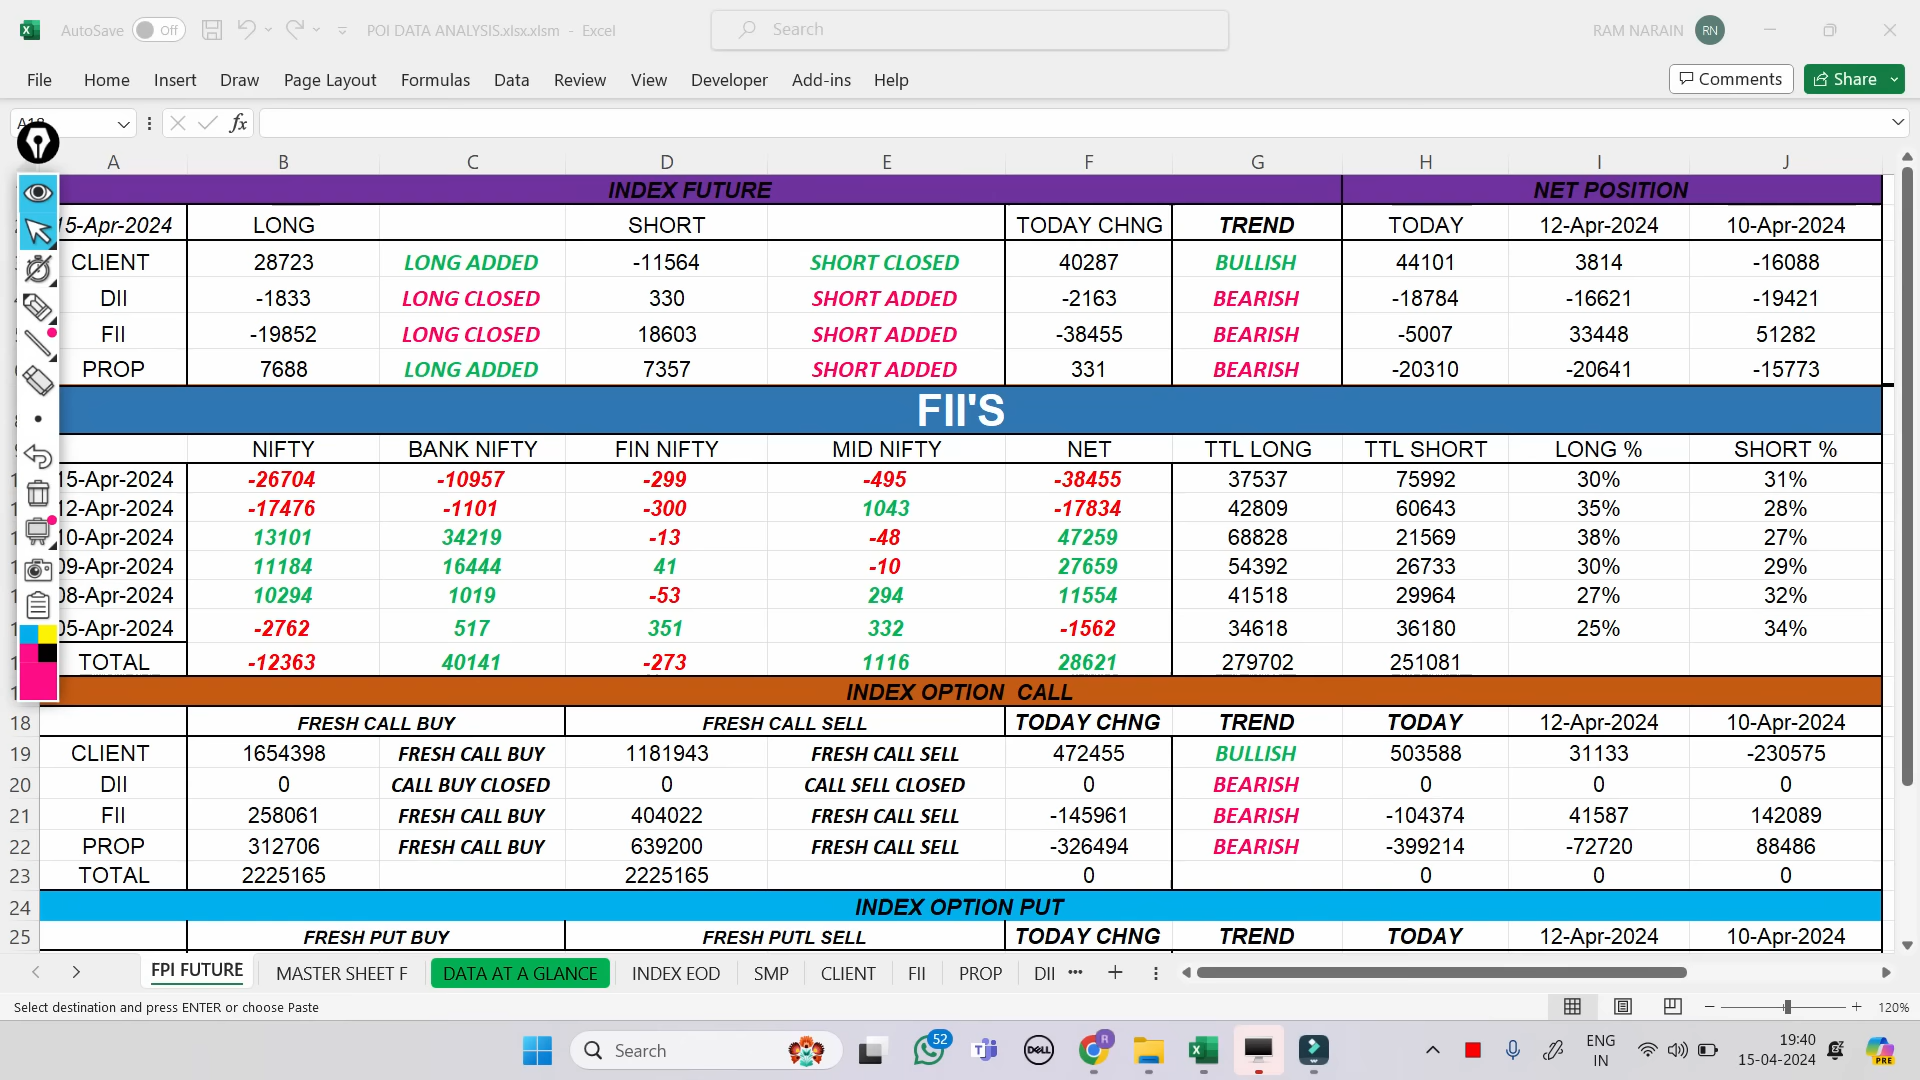 AutoSave Off POI DATA ANALYSIS.xlsx.xlsm - Excel Search RAM NARAIN RN
File Home Insert Draw Page Layout Formulas Data Review View Developer Add-ins Help Comments Share
fx
A B C D E F G H I J
INDEX FUTURE NET POSITION
15-Apr-2024 LONG SHORT TODAY CHNG TREND TODAY 12-Apr-2024 10-Apr-2024
CLIENT 28723 LONG ADDED -11564 SHORT CLOSED 40287 BULLISH 44101 3814 -16088
DII -1833 LONG CLOSED 330 SHORT ADDED -2163 BEARISH -18784 -16621 -19421
FII -19852 LONG CLOSED 18603 SHORT ADDED -38455 BEARISH -5007 33448 51282
PROP 7688 LONG ADDED 7357 SHORT ADDED 331 BEARISH -20310 -20641 -15773
FII'S
NIFTY BANK NIFTY FIN NIFTY MID NIFTY NET TTL LONG TTL SHORT LONG % SHORT %
15-Apr-2024 -26704 -10957 -299 -495 -38455 37537 75992 30% 31%
12-Apr-2024 -17476 -1101 -300 1043 -17834 42809 60643 35% 28%
10-Apr-2024 13101 34219 -13 -48 47259 68828 21569 38% 27%
09-Apr-2024 11184 16444 41 -10 27659 54392 26733 30% 29%
08-Apr-2024 10294 1019 -53 294 11554 41518 29964 27% 32%
05-Apr-2024 -2762 517 351 332 -1562 34618 36180 25% 34%
TOTAL -12363 40141 -273 1116 28621 279702 251081
INDEX OPTION CALL
18 FRESH CALL BUY FRESH CALL SELL TODAY CHNG TREND TODAY 12-Apr-2024 10-Apr-2024
19 CLIENT 1654398 FRESH CALL BUY 1181943 FRESH CALL SELL 472455 BULLISH 503588 31133 -230575
20 DII 0 CALL BUY CLOSED 0 CALL SELL CLOSED 0 BEARISH 0 0 0
21 FII 258061 FRESH CALL BUY 404022 FRESH CALL SELL -145961 BEARISH -104374 41587 142089
22 PROP 312706 FRESH CALL BUY 639200 FRESH CALL SELL -326494 BEARISH -399214 -72720 88486
23 TOTAL 2225165 2225165 0 0 0 0
24 INDEX OPTION PUT
25 FRESH PUT BUY FRESH PUTL SELL TODAY CHNG TREND TODAY 12-Apr-2024 10-Apr-2024
FPI FUTURE MASTER SHEET F DATA AT A GLANCE INDEX EOD SMP CLIENT FII PROP DII
Select destination and press ENTER or choose Paste 120%
Search 52 DELL R ENG 19:40 PRE
IN 15-04-2024